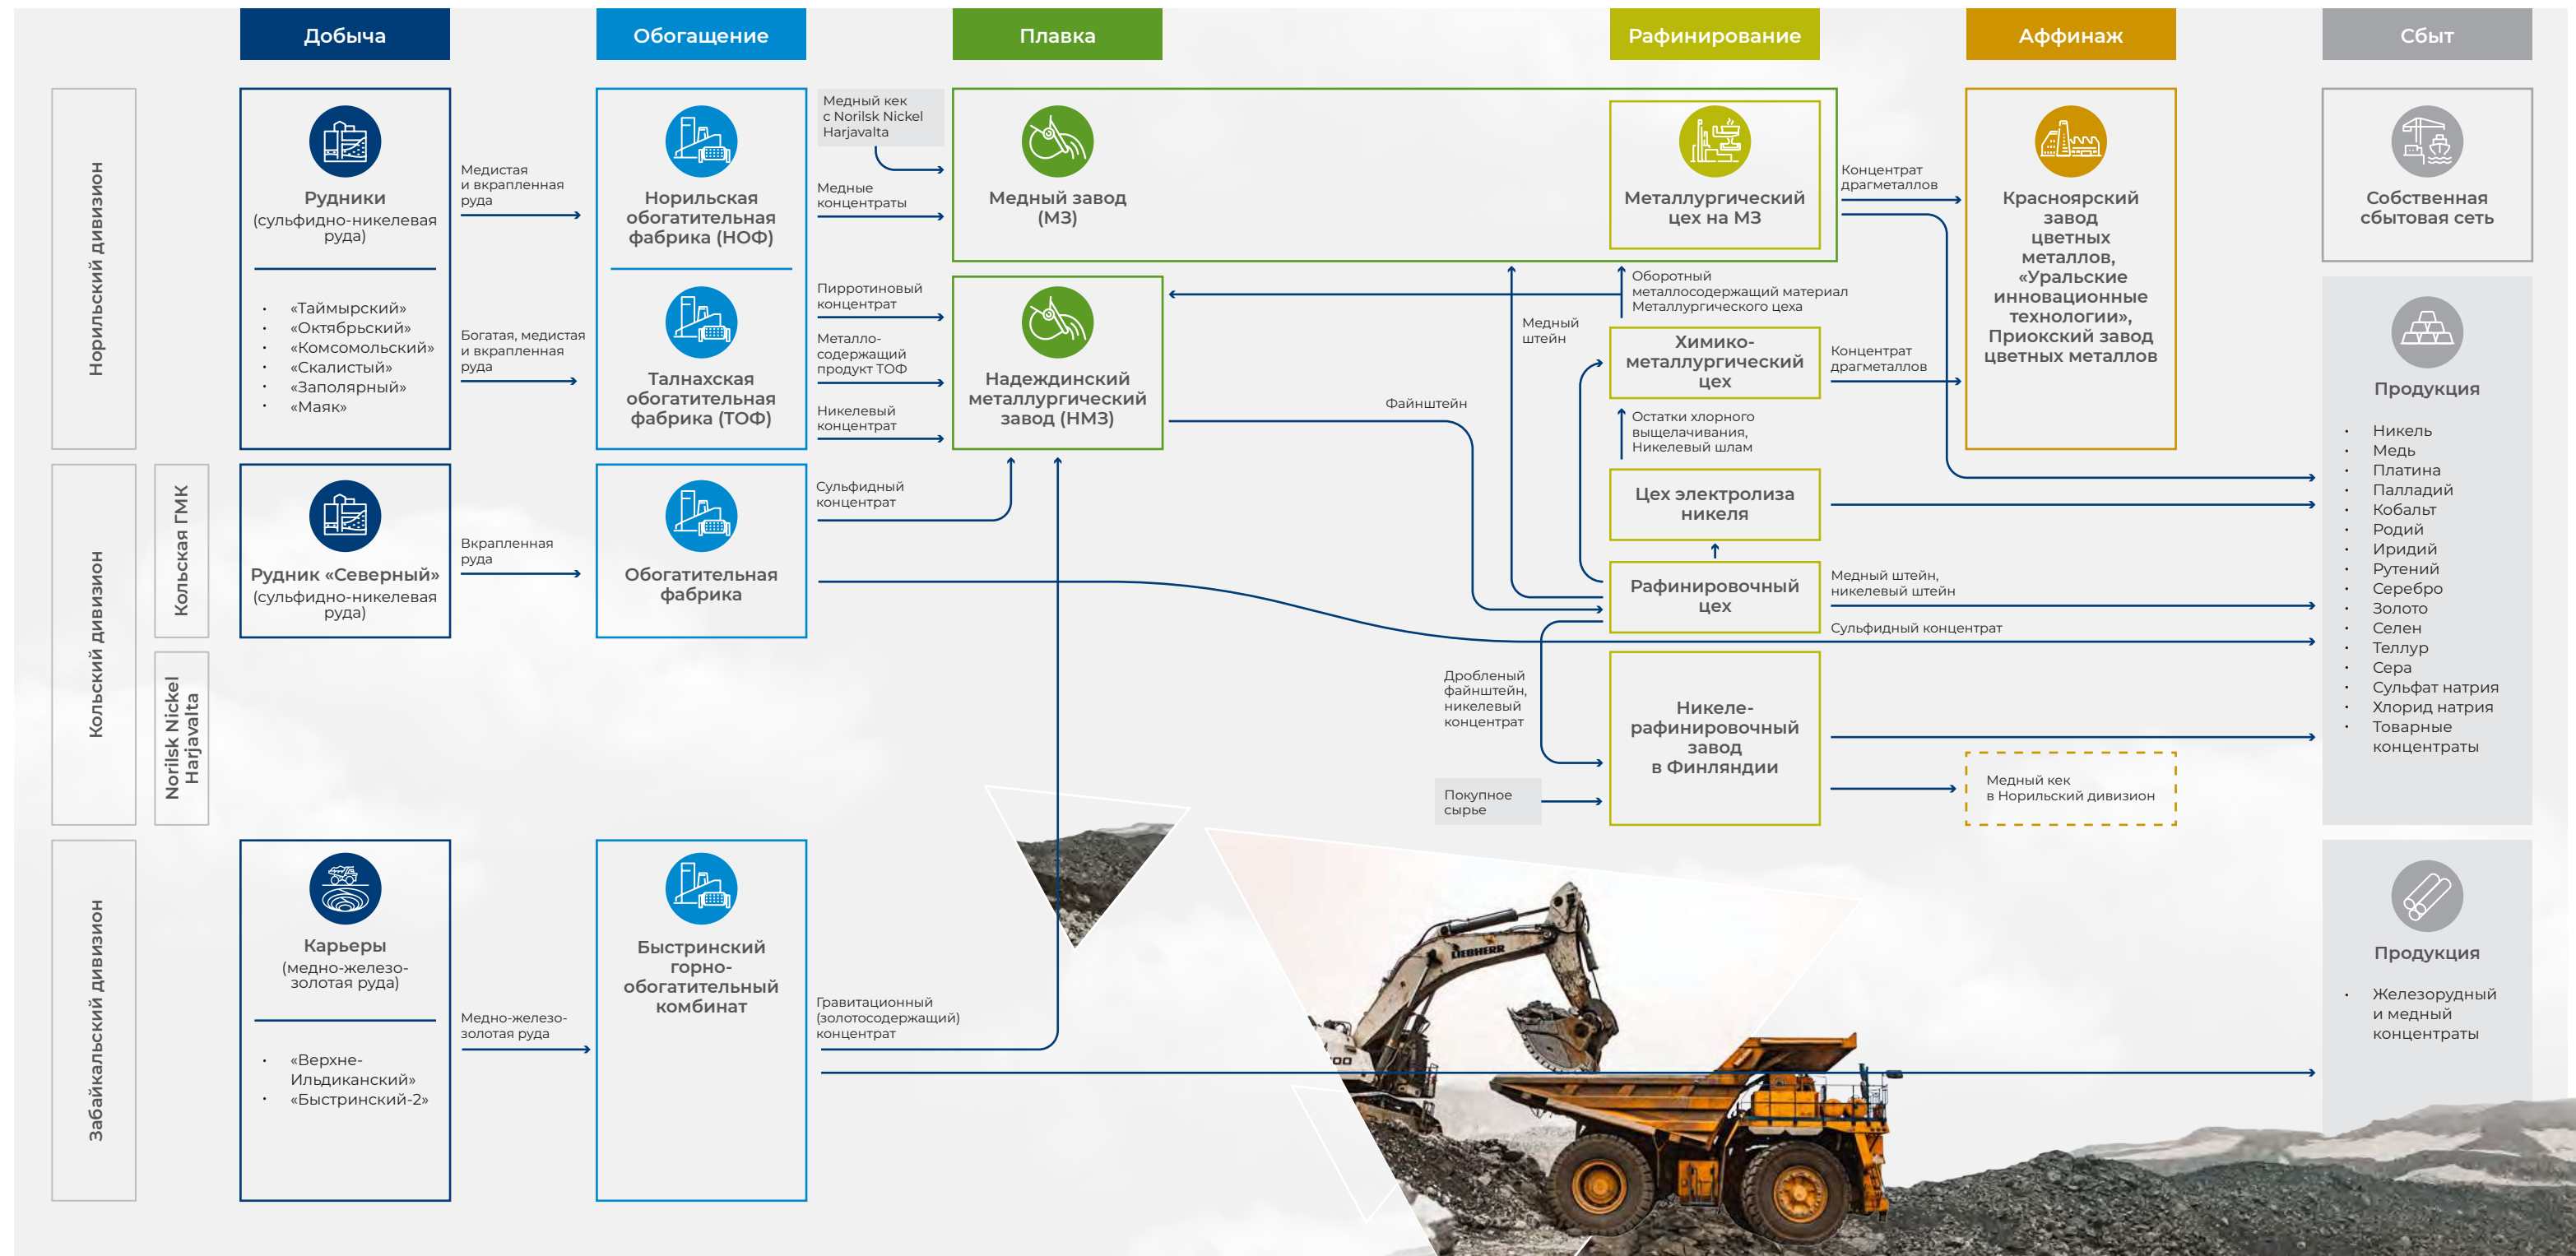 Добыча
Обогащение
Плавка
Рафинирование
Аффинаж
Сбыт
Норильский дивизион
Рудники
(сульфидно-никелевая
руда)
«Таймырский»
«Октябрьский»
«Комсомольский»
«Скалистый»
«Заполярный»
«Маяк»
Медистая
и вкрапленная
руда
Богатая, медистая
и вкрапленная
руда
Норильская
обогатительная
фабрика (НОФ)
Талнахская
обогатительная
фабрика (ТОФ)
Медный кек
с Norilsk Nickel
Harjavalta
Медные
концентраты
Пирротиновый
концентрат
Металло-
содержащий
продукт ТОФ
Никелевый
концентрат
Медный завод
(МЗ)
Надеждинский
металлургический
завод (НМЗ)
Файнштейн
Медный
штейн
Металлургический
цех на МЗ
Оборотный
металлосодержащий материал
Металлургического цеха
Химико-
металлургический
цех
Остатки хлорного
выщелачивания,
Никелевый шлам
Концентрат
драгметаллов
Концентрат
драгметаллов
Красноярский
завод
цветных
металлов,
«Уральские
инновационные
технологии»,
Приокский завод
цветных металлов
Собственная
сбытовая сеть
Продукция
Никель
Медь
Платина
Палладий
Кобальт
Родий
Иридий
Рутений
Серебро
Золото
Селен
Теллур
Сера
Сульфат натрия
Хлорид натрия
Товарные
концентраты
Кольский дивизион
Кольская ГМК
Рудник «Северный»
(сульфидно-никелевая
руда)
Вкрапленная
руда
Обогатительная
фабрика
Сульфидный
концентрат
Цех электролиза
никеля
Рафинировочный
цех
Медный штейн,
никелевый штейн
Сульфидный концентрат
Norilsk Nickel
Harjavalta
Дробленый
файнштейн,
никелевый
концентрат
Покупное
сырье
Никеле-
рафинировочный
завод
в Финляндии
Медный кек
в Норильский дивизион
Забайкальский дивизион
Карьеры
(медно-железо-
золотая руда)
«Верхне-
Ильдиканский»
«Быстринский-2»
Медно-железо-
золотая руда
Быстринский
горно-
обогатительный
комбинат
Гравитационный
(золотосодержащий)
концентрат
LIEBHERR
Продукция
Железорудный
и медный
концентраты